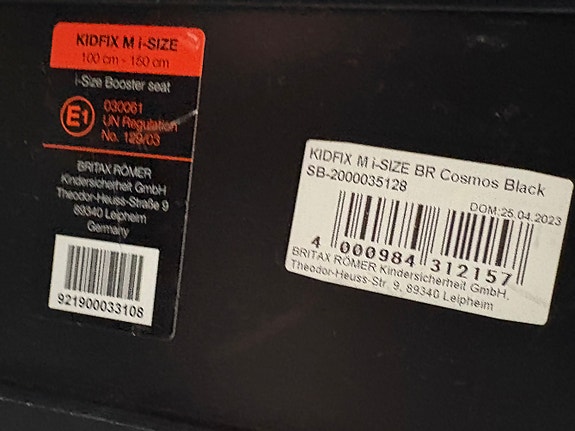 KIDFIX M i-SIZE
100 cm - 150 cm
i-Size Booster seat
E1
030061
UN Regulation
No. 129/03
BRITAX RÖMER
Kindersicherheit GmbH
Theodor-Heuss-Straße 9
89340 Leipheim
Germany
921900033108
KIDFIX M i-SIZE BR Cosmos Black
SB-2000035128
DOM:25.04.2023
4 000984 312157
BRITAX RÖMER Kindersicherheit GmbH,
Theodor-Heuss-Str. 9, 89340 Leipheim